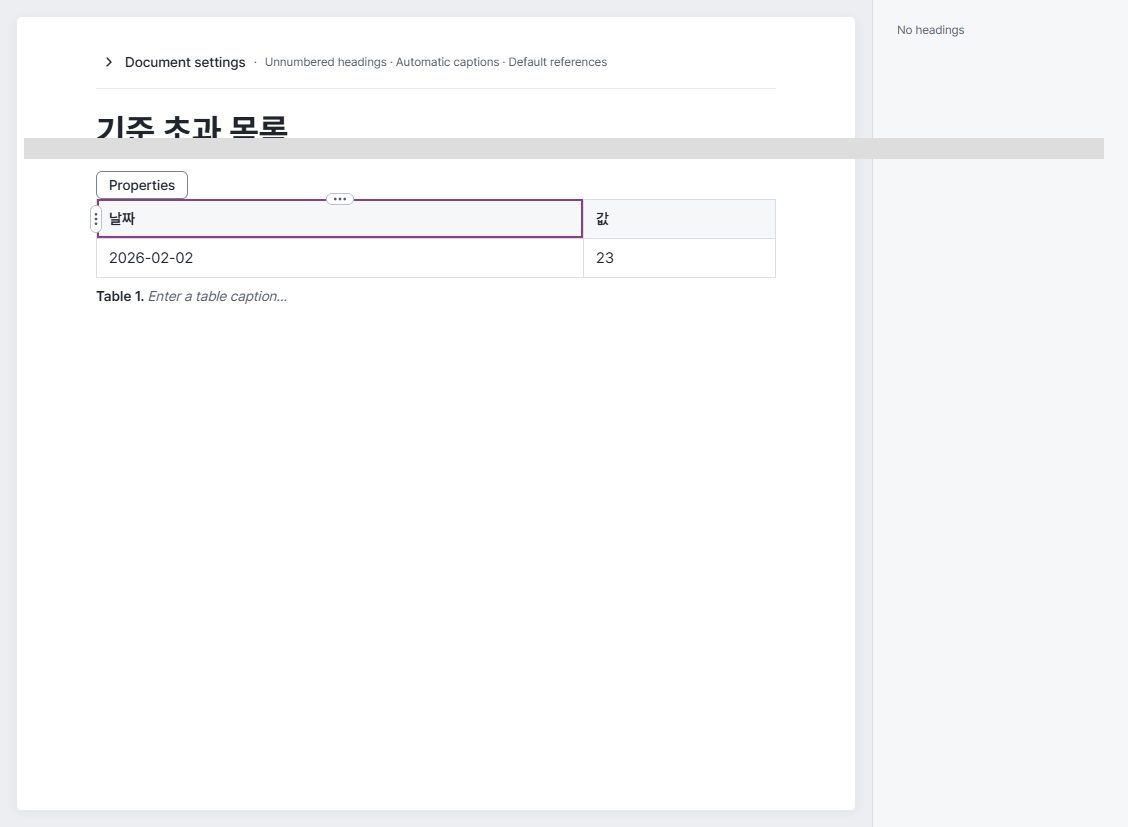 Document settings · Unnumbered headings · Automatic captions · Default references
No headings
기준 초과 목록
Properties
날짜 값
2026-02-02 23
Table 1. Enter a table caption...